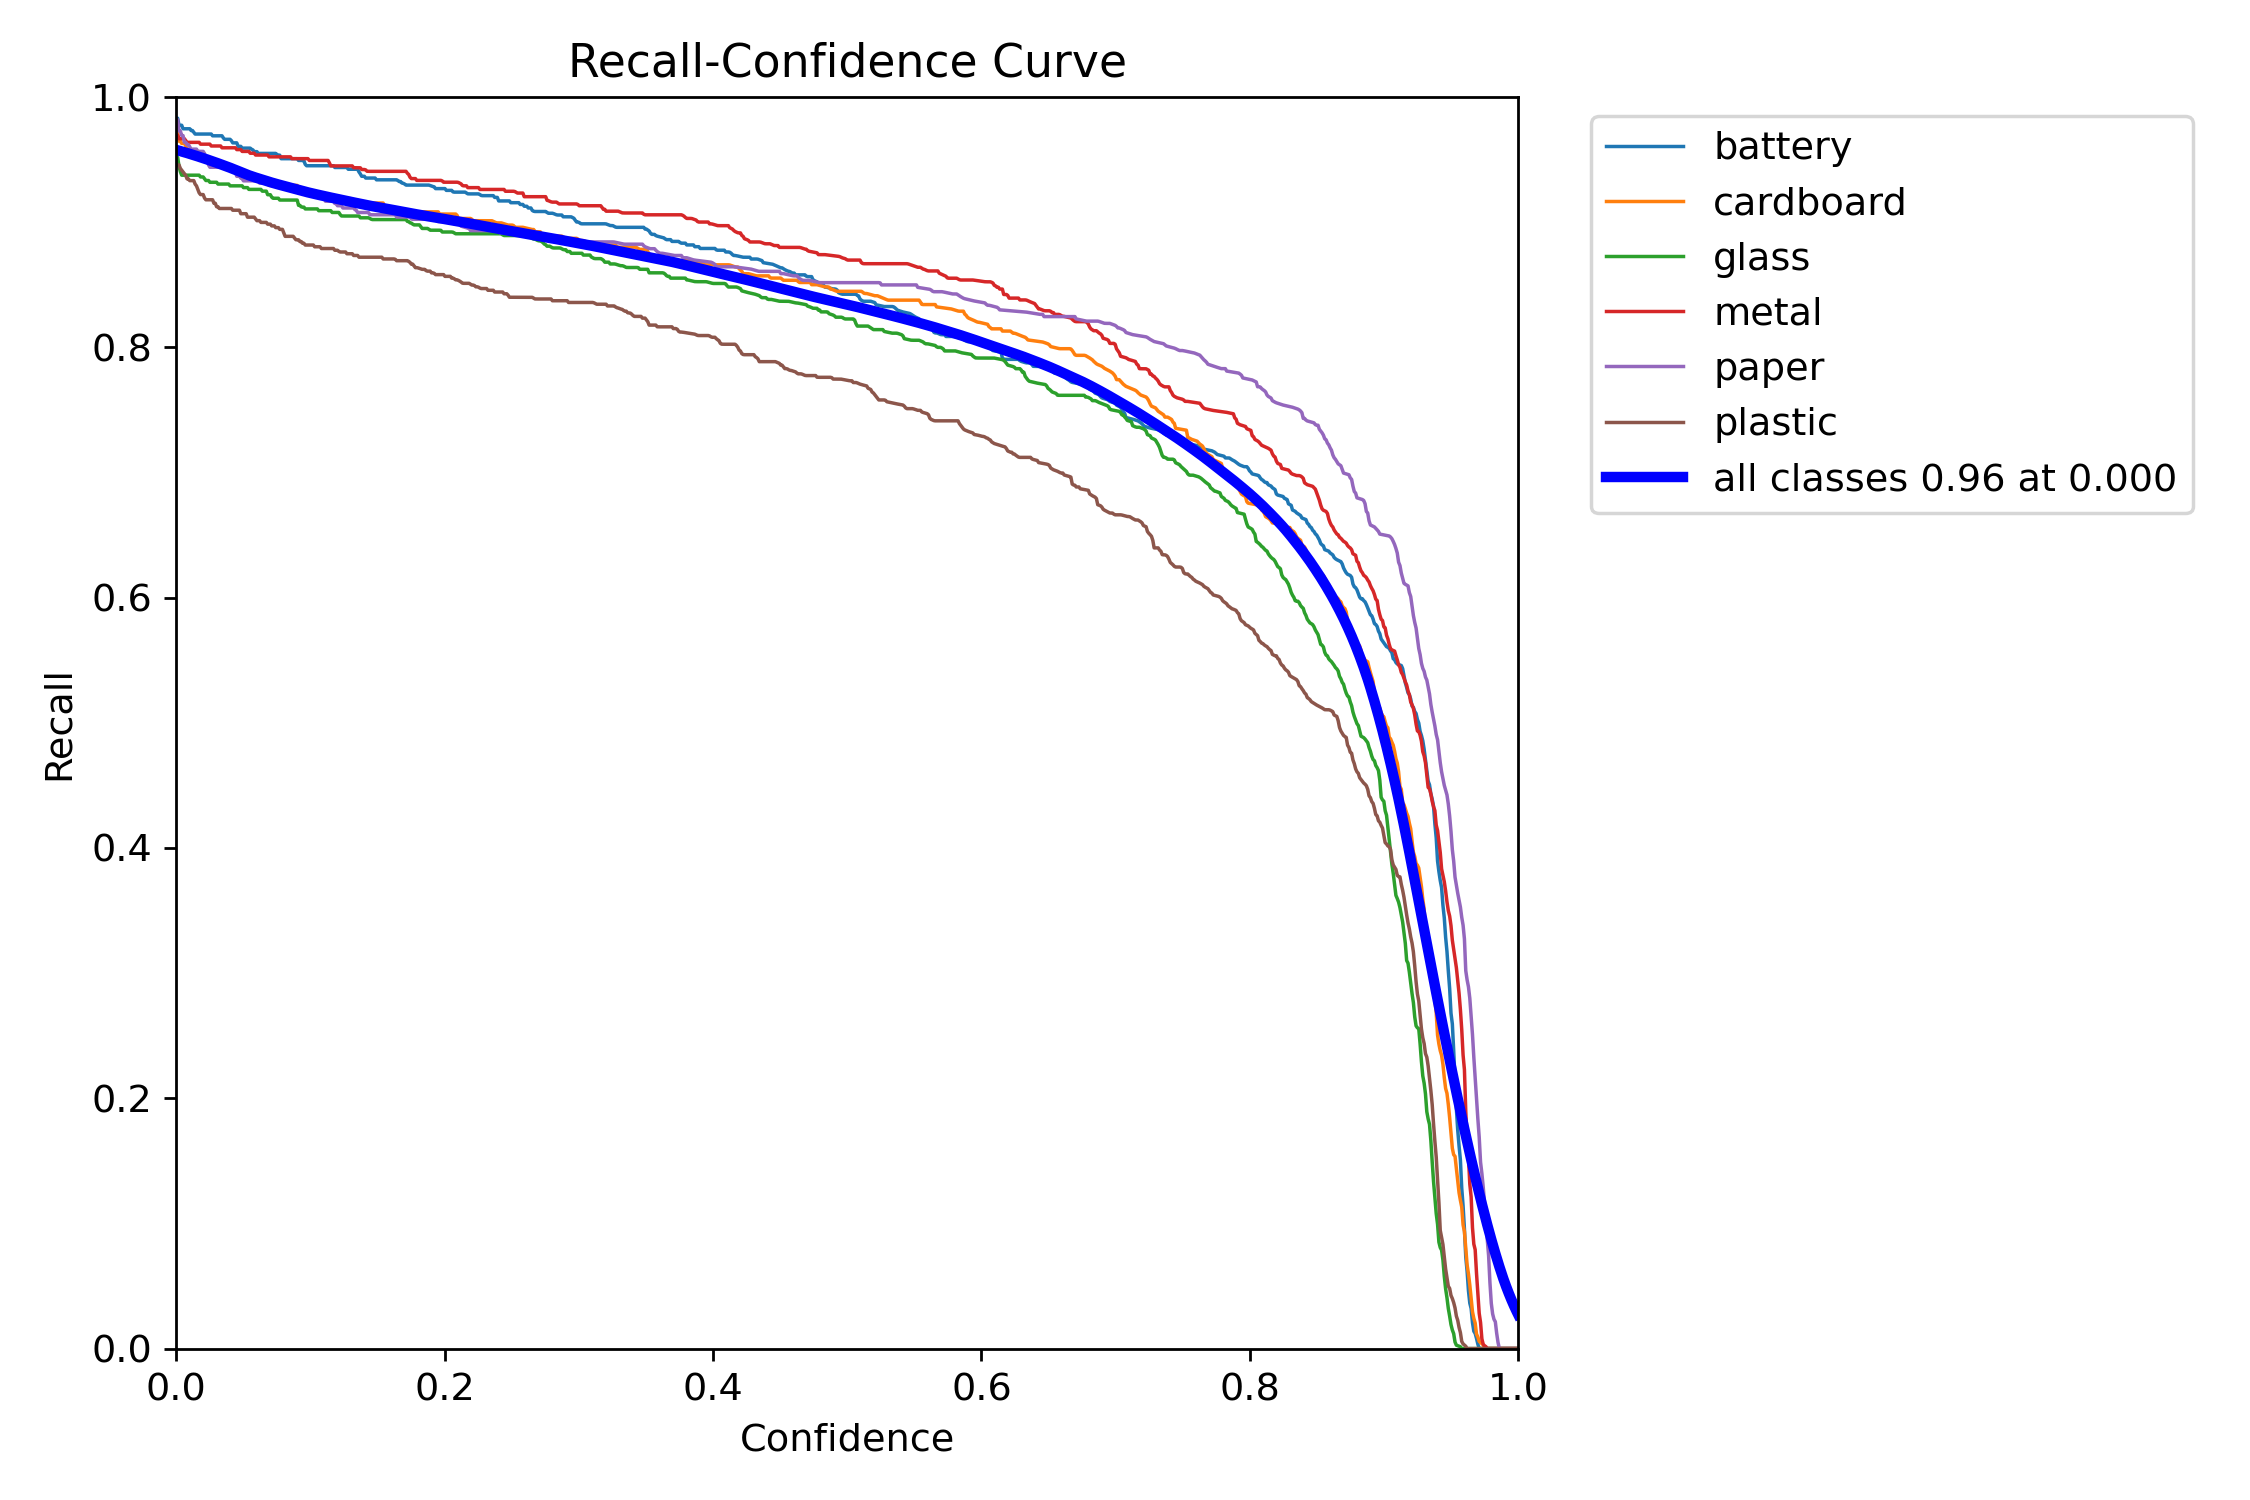 Recall-Confidence Curve
1.0
0.8
0.6
0.4
0.2
0.0
Recall
0.0 0.2 0.4 0.6 0.8 1.0
Confidence
battery
cardboard
glass
metal
paper
plastic
all classes 0.96 at 0.000